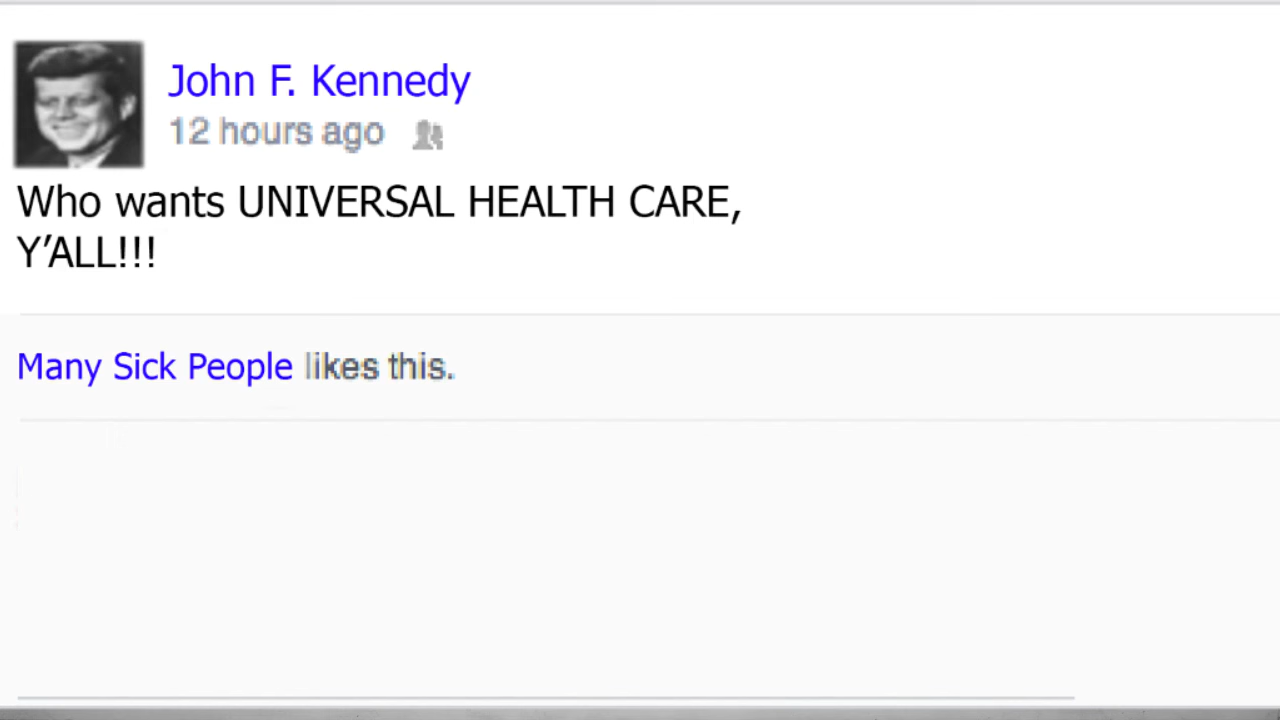 John F. Kennedy
12 hours ago
Who wants UNIVERSAL HEALTH CARE,
Y'ALL!!!
Many Sick People likes this.